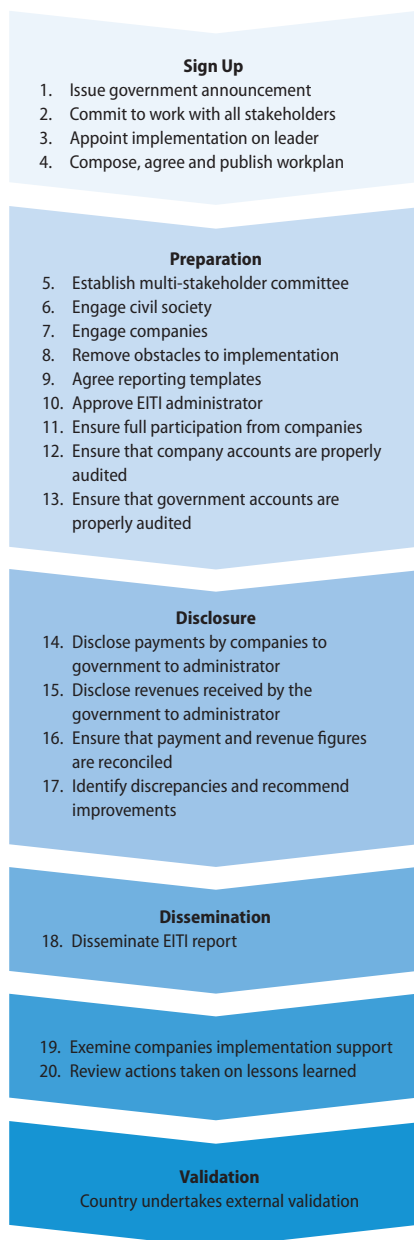 Sign Up
1. Issue government announcement
2. Commit to work with all stakeholders
3. Appoint implementation on leader
4. Compose, agree and publish workplan
Preparation
5. Establish multi-stakeholder committee
6. Engage civil society
7. Engage companies
8. Remove obstacles to implementation
9. Agree reporting templates
10. Approve EITI administrator
11. Ensure full participation from companies
12. Ensure that company accounts are properly
audited
13. Ensure that government accounts are
properly audited
Disclosure
14. Disclose payments by companies to
government to administrator
15. Disclose revenues received by the
government to administrator
16. Ensure that payment and revenue figures
are reconciled
17. Identify discrepancies and recommend
improvements
Dissemination
18. Disseminate EITI report
19. Exemine companies implementation support
20. Review actions taken on lessons learned
Validation
Country undertakes external validation